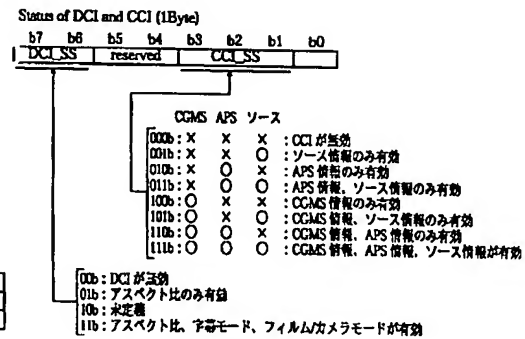 Status of DCI and CCI (1Byte)
b7 b6 b5 b4 b3 b2 b1 b0
DCI_SS reserved CCI_SS
CGMS APS ソース
000b : × × × : CCI が無効
001b : × × ○ : ソース情報のみ有効
010b : × ○ × : APS 情報のみ有効
011b : × ○ ○ : APS 情報、ソース情報のみ有効
100b : ○ × × : CGMS 情報のみ有効
101b : ○ × ○ : CGMS 情報、ソース情報のみ有効
110b : ○ ○ × : CGMS 情報、APS 情報のみ有効
111b : ○ ○ ○ : CGMS 情報、APS 情報、ソース情報が有効
00b : DCI が無効
01b : アスペクト比のみ有効
10b : 未定義
11b : アスペクト比、字幕モード、フィルム/カメラモードが有効